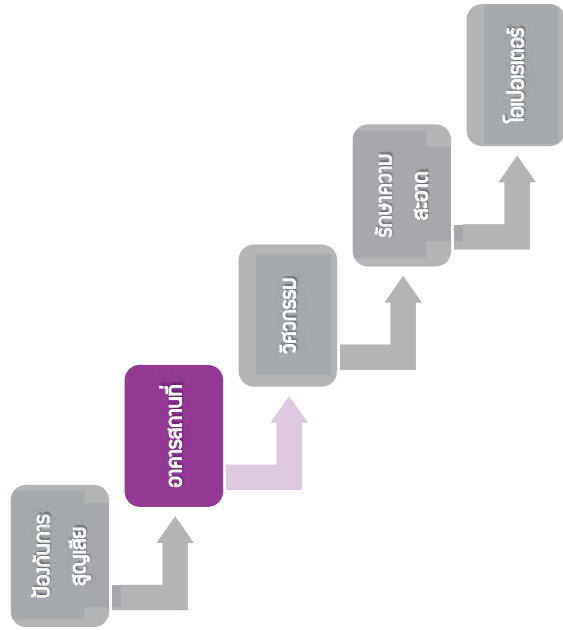 ป้องกันการ
สูญเสีย
อาคารสถานที่
วิศวกรรม
รักษาความ
สะอาด
โอเปอเรเตอร์